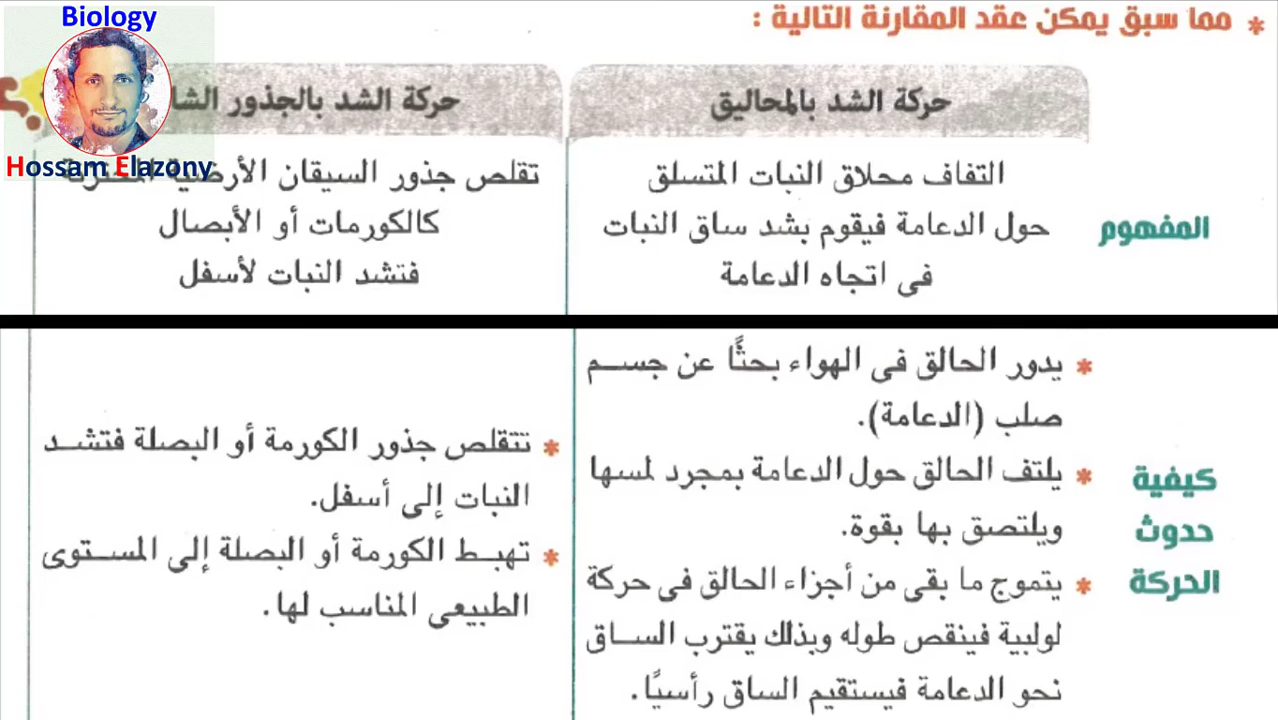 Biology
Hossam Elazony
* مما سبق يمكن عقد المقارنة التالية :
حركة الشد بالمحاليق
حركة الشد بالجذور
المفهوم
التفاف محلاق النبات المتسلق
حول الدعامة فيقوم بشد ساق النبات
فى اتجاه الدعامة
تقلص جذور السيقان الأرضية
كالكورمات أو الأبصال
فتشد النبات لأسفل
كيفية
حدوث
الحركة
* يدور الحالق فى الهواء بحثًا عن جسم
صلب (الدعامة).
* يلتف الحالق حول الدعامة بمجرد لمسها
ويلتصق بها بقوة.
* يتموج ما بقى من أجزاء الحالق فى حركة
لولبية فينقص طوله وبذلك يقترب الساق
نحو الدعامة فيستقيم الساق رأسيًا.
* تتقلص جذور الكورمة أو البصلة فتشد
النبات إلى أسفل.
* تهبط الكورمة أو البصلة إلى المستوى
الطبيعى المناسب لها.